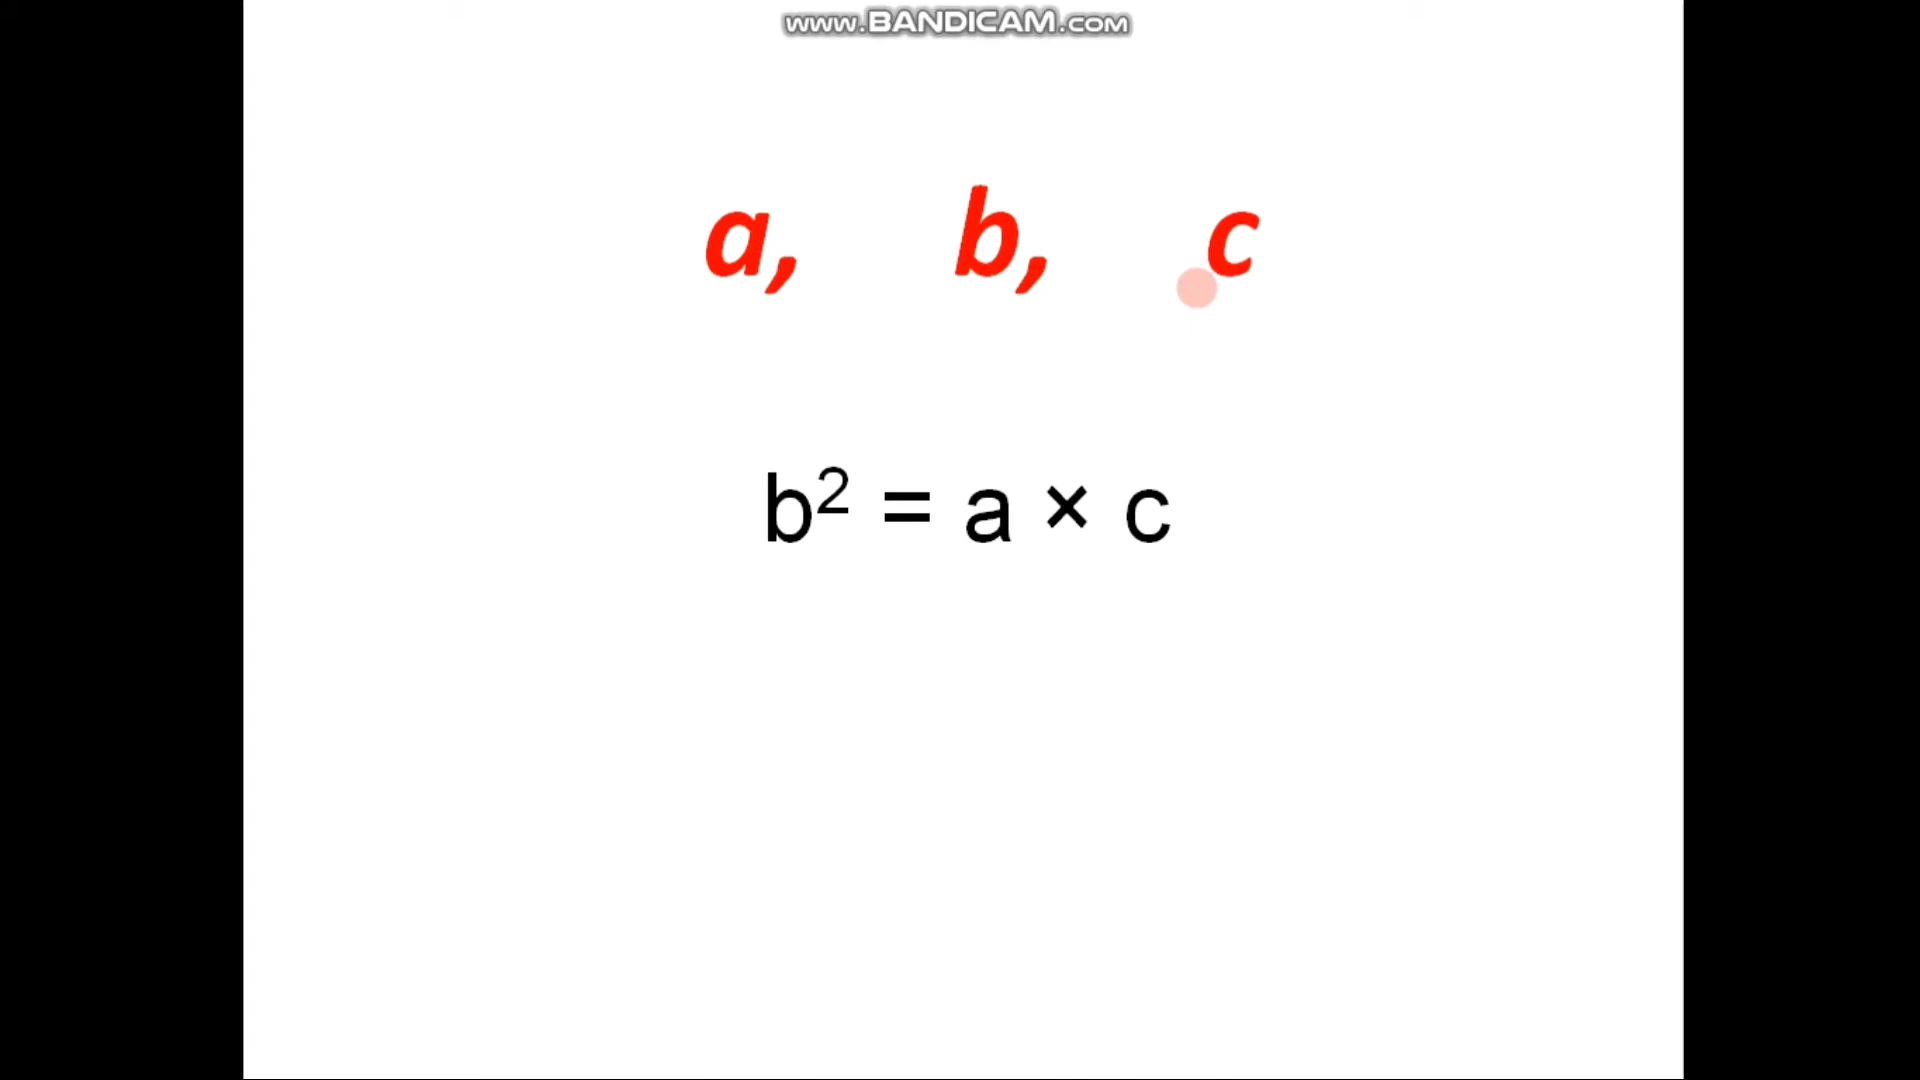 www.BANDICAM.com
a, b, c
b² = a × c